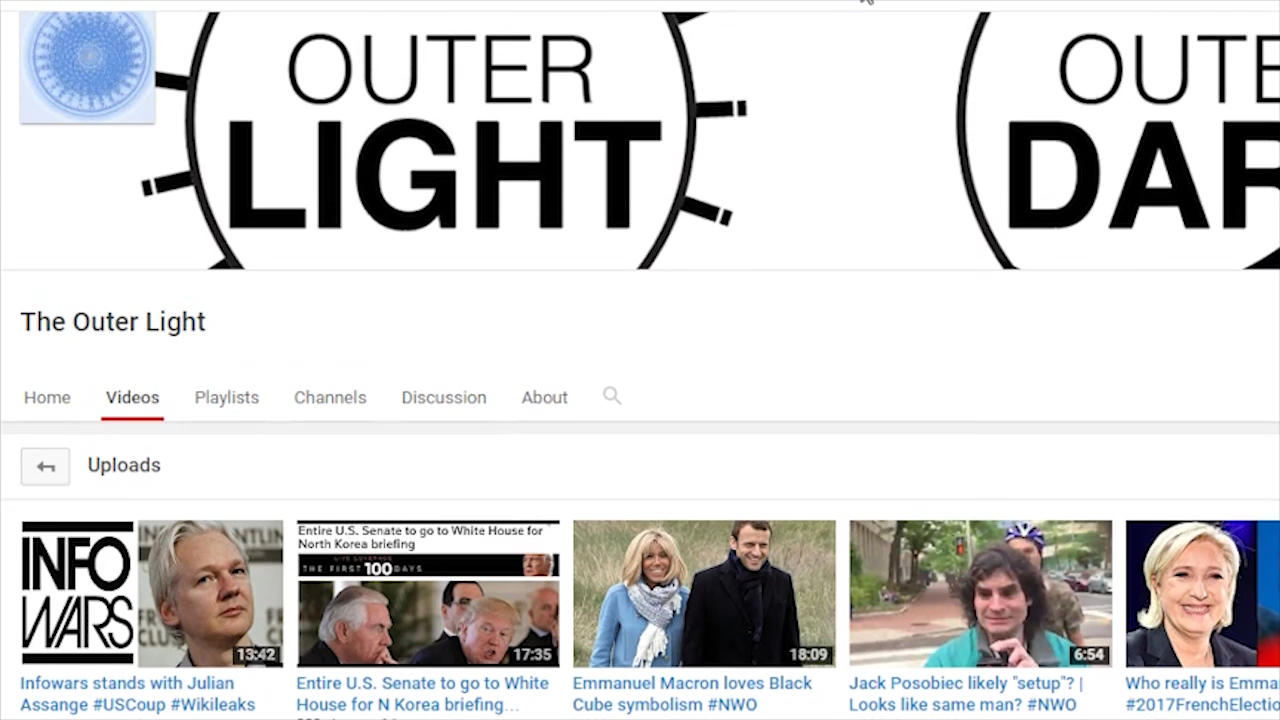 OUTER
LIGHT
OUTE
DAR
The Outer Light
Home Videos Playlists Channels Discussion About
Uploads
INFO
WARS
13:42
Entire U.S. Senate to go to White House for
North Korea briefing
LIVE COVERAGE
THE FIRST 100 DAYS
17:35
18:09
6:54
Infowars stands with Julian
Assange #USCoup #Wikileaks
Entire U.S. Senate to go to White
House for N Korea briefing...
Emmanuel Macron loves Black
Cube symbolism #NWO
Jack Posobiec likely "setup"? |
Looks like same man? #NWO
Who really is Emma
#2017FrenchElectio